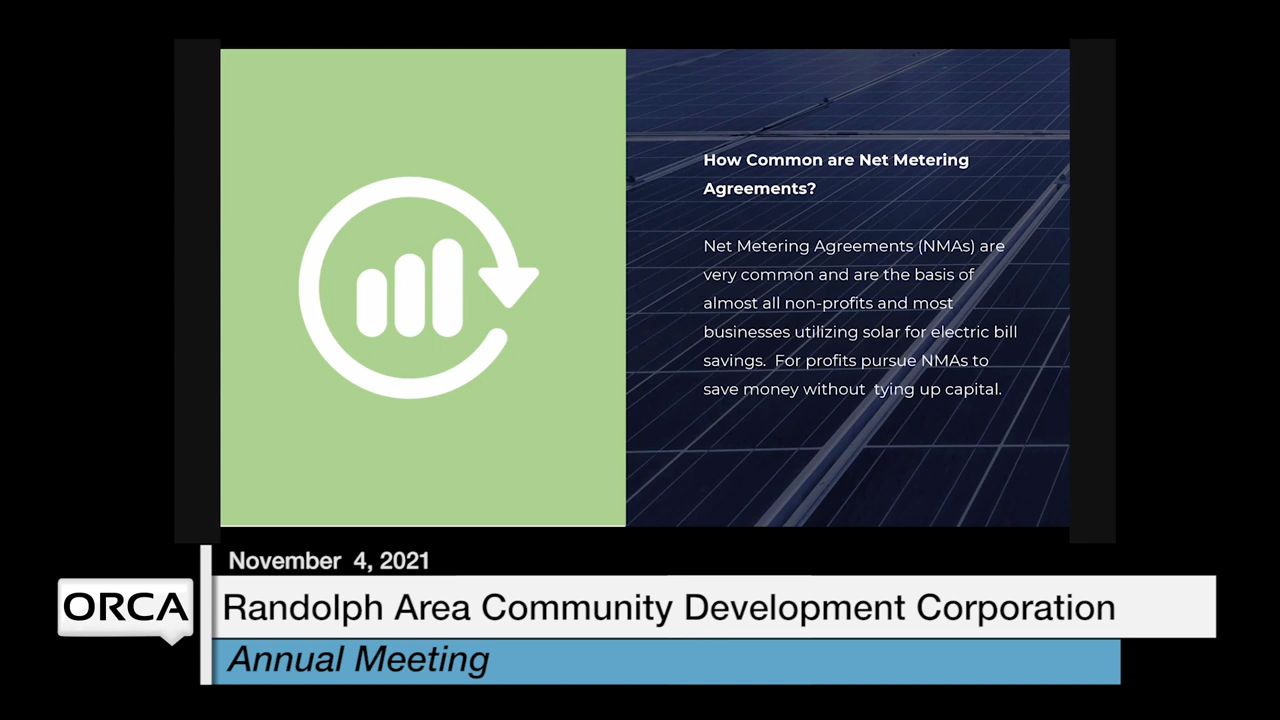 How Common are Net Metering
Agreements?
Net Metering Agreements (NMAs) are
very common and are the basis of
almost all non-profits and most
businesses utilizing solar for electric bill
savings.  For profits pursue NMAs to
save money without  tying up capital.
November  4, 2021
ORCA
Randolph Area Community Development Corporation
Annual Meeting